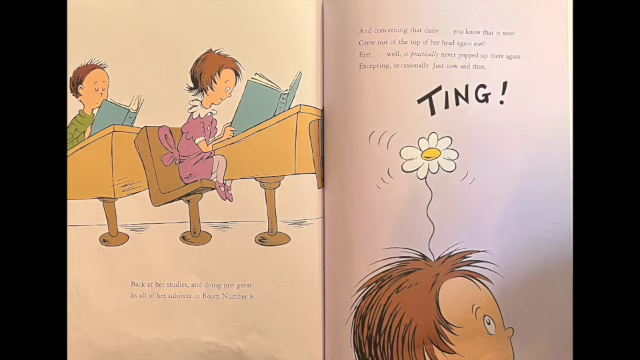 Back at her studies, and doing just great
In all of her subjects in Room Number 8.
And concerning that daisy . . . you know that it never
Grew out of the top of her head again ever!
Errr . . . well, it practically never popped up there again.
Excepting, occasionally. Just now and then.
TING!